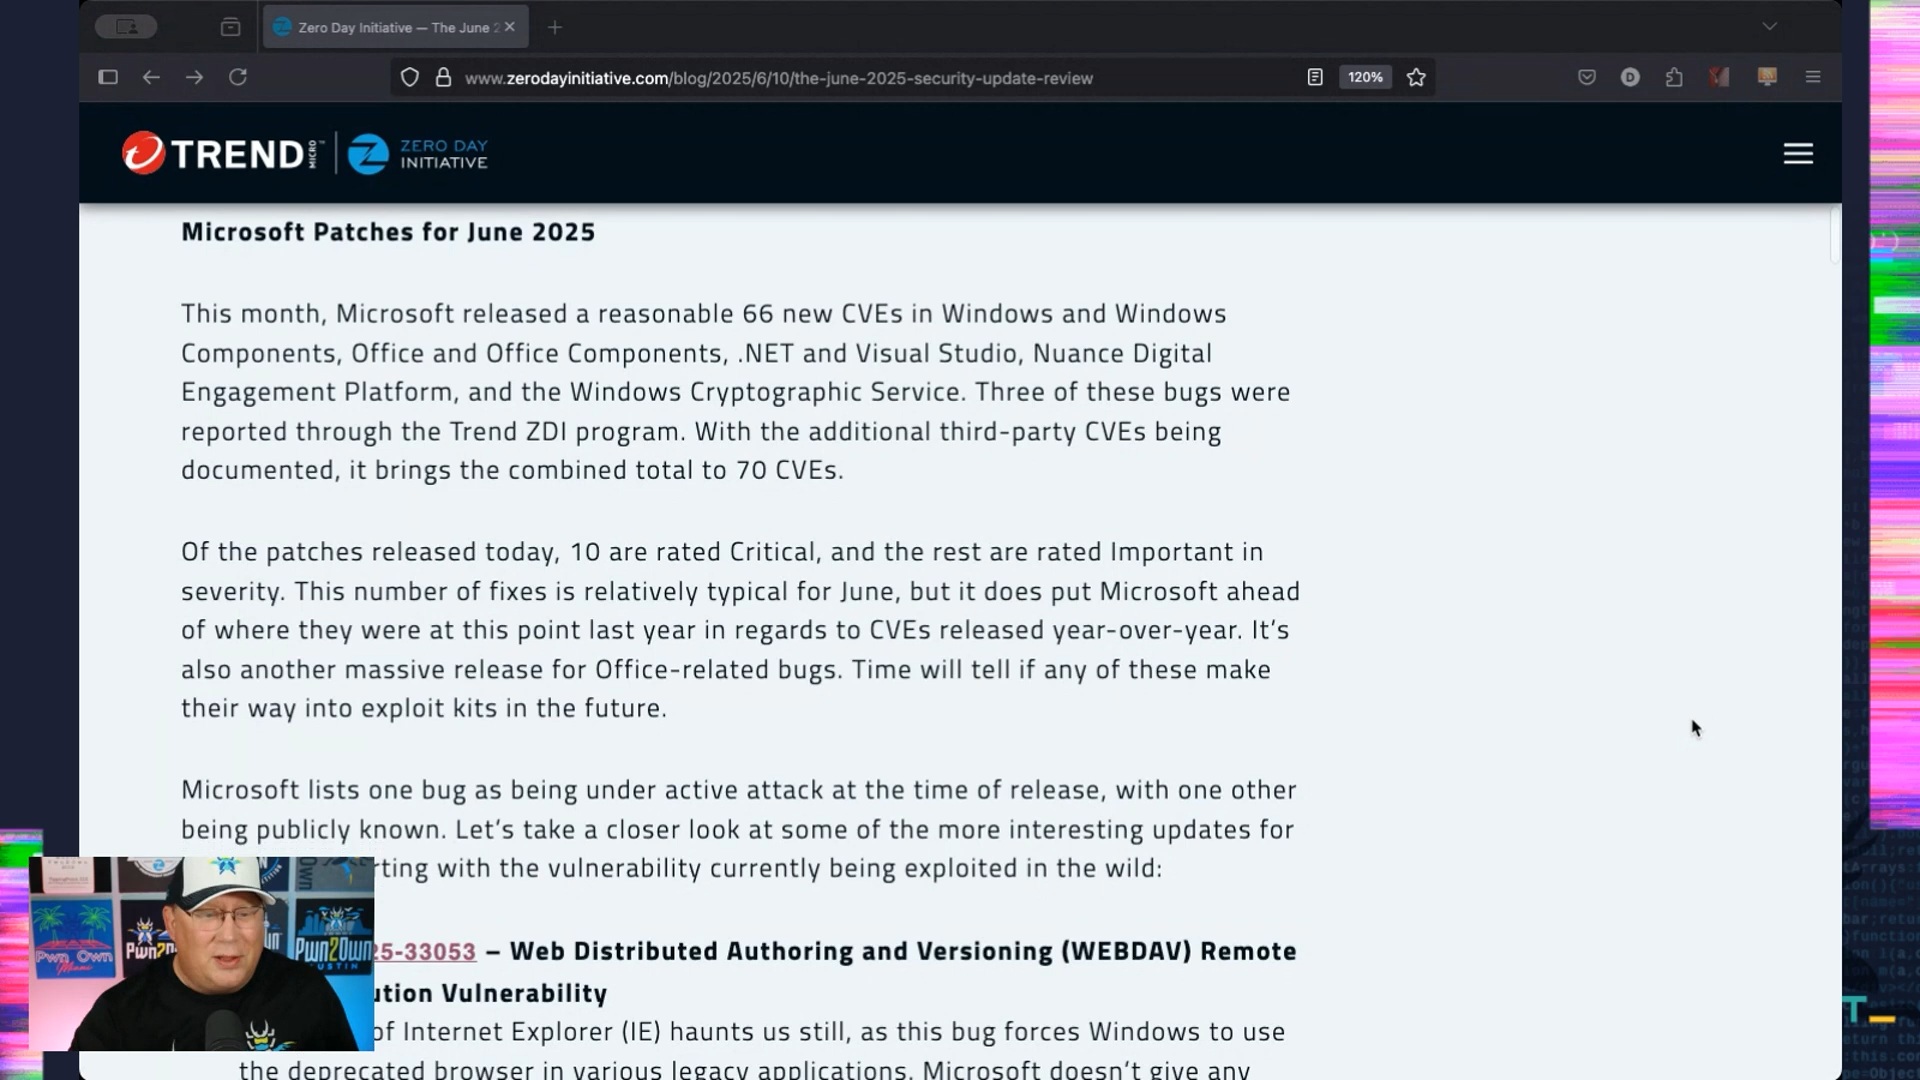 Zero Day Initiative — The June 2
www.zerodayinitiative.com/blog/2025/6/10/the-june-2025-security-update-review
120%
D
TREND MICRO
ZERO DAY
INITIATIVE
Microsoft Patches for June 2025
This month, Microsoft released a reasonable 66 new CVEs in Windows and Windows
Components, Office and Office Components, .NET and Visual Studio, Nuance Digital
Engagement Platform, and the Windows Cryptographic Service. Three of these bugs were
reported through the Trend ZDI program. With the additional third-party CVEs being
documented, it brings the combined total to 70 CVEs.
Of the patches released today, 10 are rated Critical, and the rest are rated Important in
severity. This number of fixes is relatively typical for June, but it does put Microsoft ahead
of where they were at this point last year in regards to CVEs released year-over-year. It’s
also another massive release for Office-related bugs. Time will tell if any of these make
their way into exploit kits in the future.
Microsoft lists one bug as being under active attack at the time of release, with one other
being publicly known. Let’s take a closer look at some of the more interesting updates for
rting with the vulnerability currently being exploited in the wild:
25-33053 – Web Distributed Authoring and Versioning (WEBDAV) Remote
ution Vulnerability
of Internet Explorer (IE) haunts us still, as this bug forces Windows to use
the deprecated browser in various legacy applications. Microsoft doesn’t give any
Pwn Own
Miami
Pwn2O
Pwn2Own
AUSTIN
T_